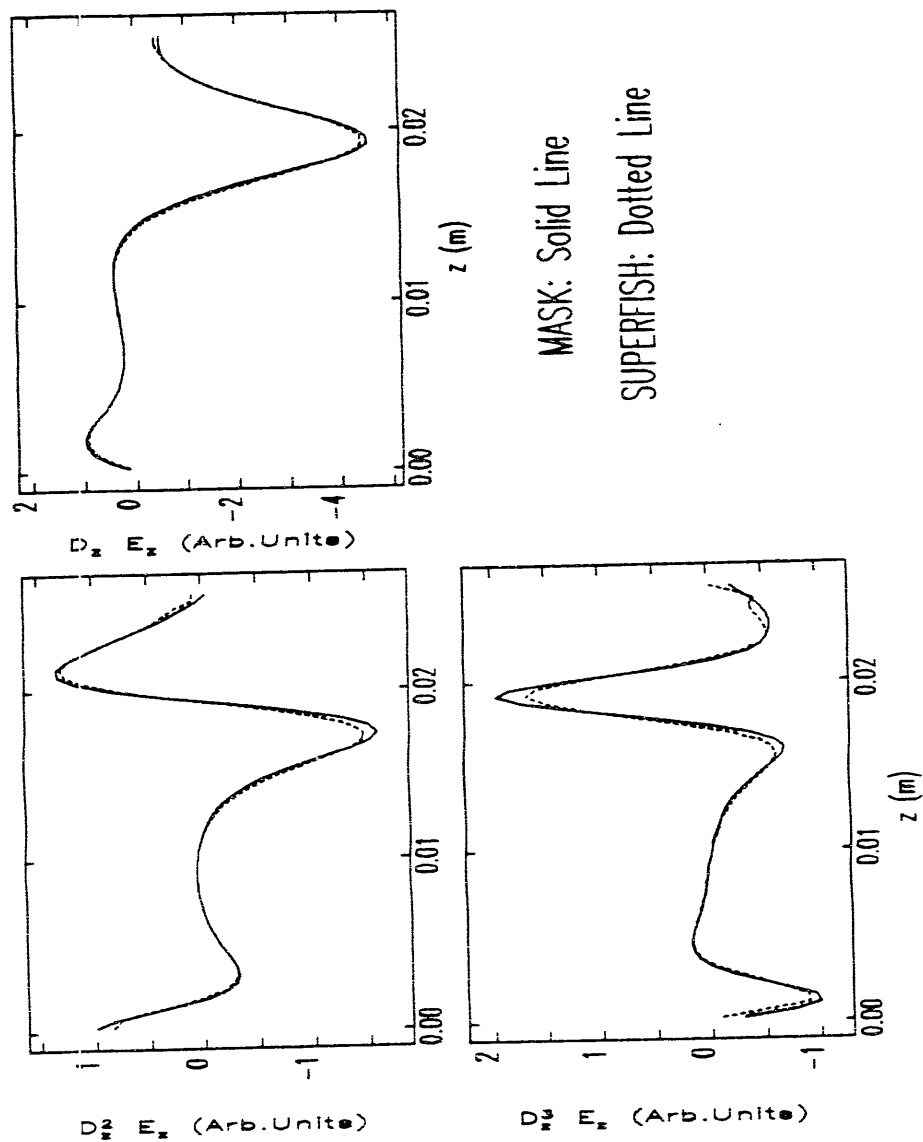 D_z^2 E_z (Arb.Units)
1
0
-1
0.00
0.01
0.02
D_z E_z (Arb.Units)
2
0
-2
-4
0.00
0.01
0.02
z (m)
D_z^3 E_z (Arb.Units)
2
1
0
-1
0.00
0.01
0.02
z (m)
MASK: Solid Line
SUPERFISH: Dotted Line